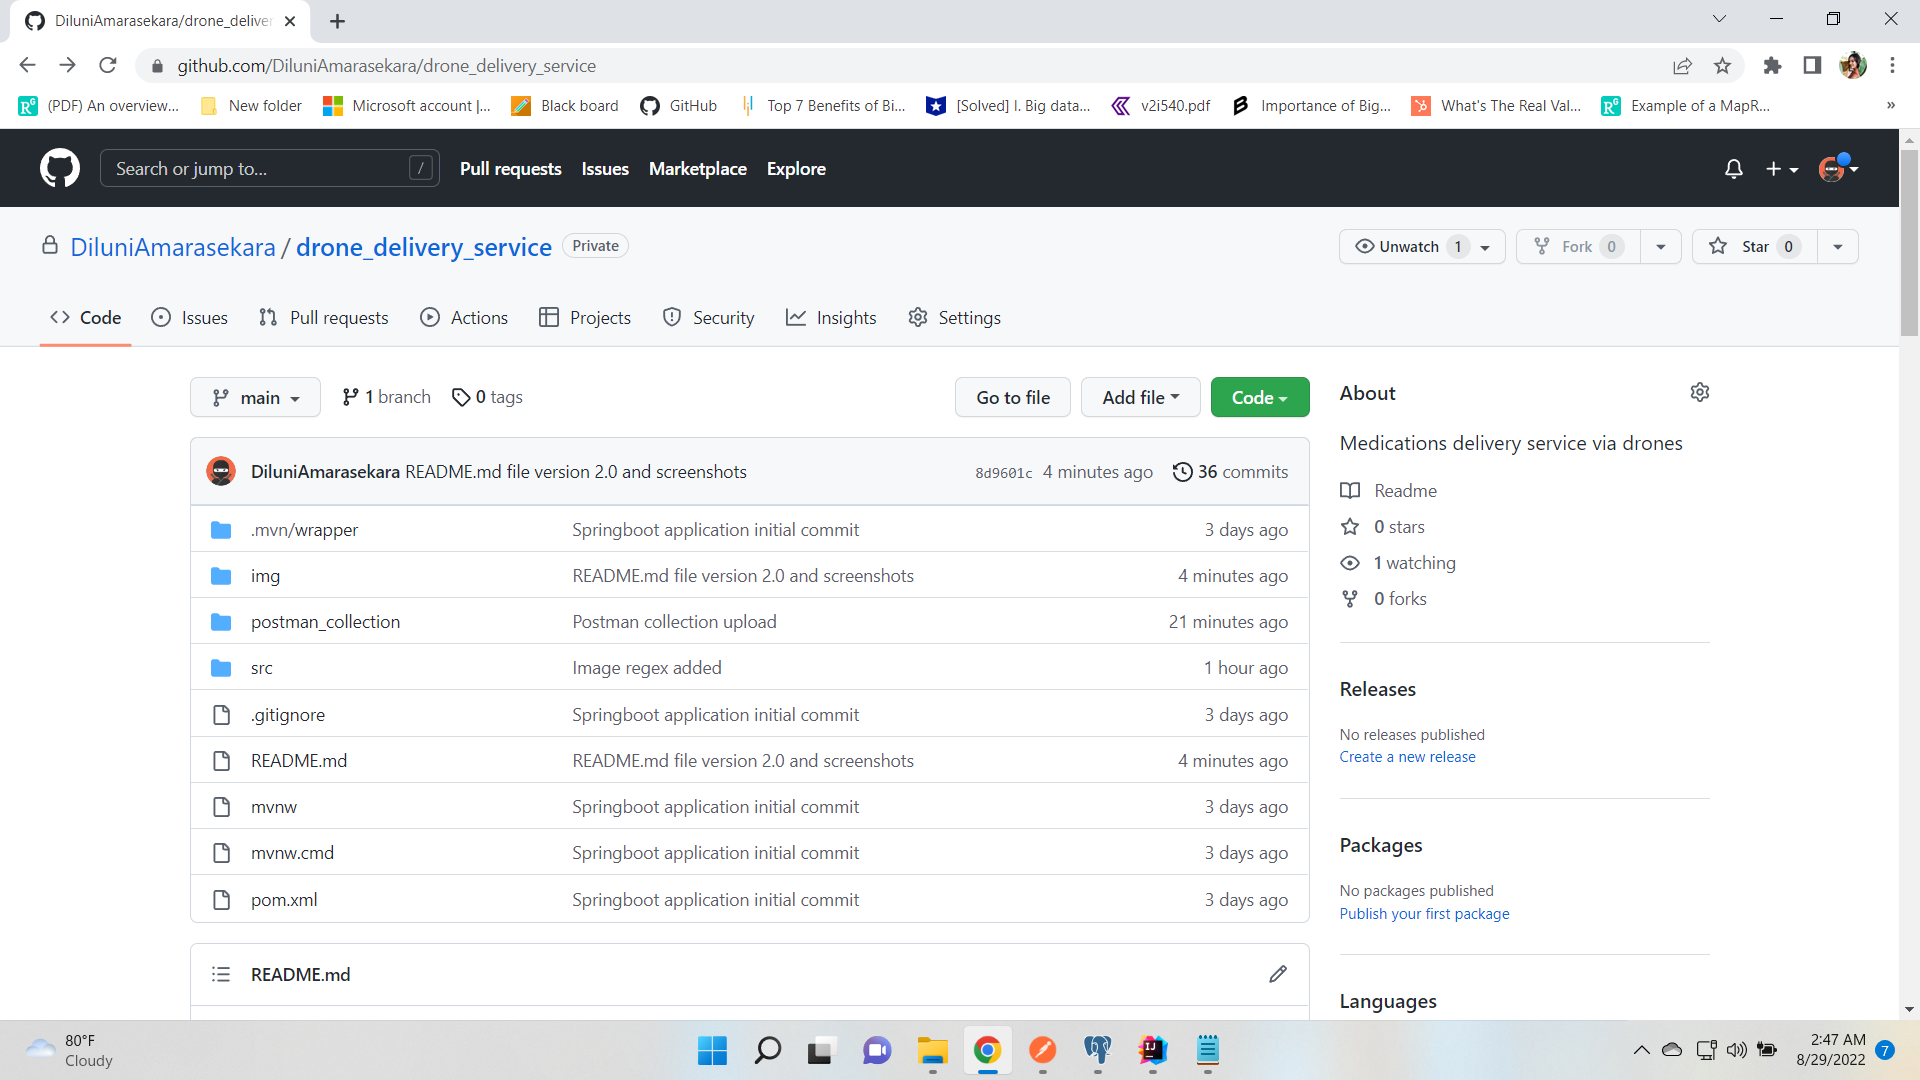 DiluniAmarasekara/drone_deliver
github.com/DiluniAmarasekara/drone_delivery_service
(PDF) An overview... New folder Microsoft account |... Black board GitHub Top 7 Benefits of Bi... [Solved] I. Big data... v2i540.pdf Importance of Big... What's The Real Val... Example of a MapR... »
Search or jump to... / Pull requests Issues Marketplace Explore
DiluniAmarasekara / drone_delivery_service Private Unwatch 1 Fork 0 Star 0
Code Issues Pull requests Actions Projects Security Insights Settings
main 1 branch 0 tags Go to file Add file Code
DiluniAmarasekara README.md file version 2.0 and screenshots 8d9601c 4 minutes ago 36 commits
.mvn/wrapper Springboot application initial commit 3 days ago
img README.md file version 2.0 and screenshots 4 minutes ago
postman_collection Postman collection upload 21 minutes ago
src Image regex added 1 hour ago
.gitignore Springboot application initial commit 3 days ago
README.md README.md file version 2.0 and screenshots 4 minutes ago
mvnw Springboot application initial commit 3 days ago
mvnw.cmd Springboot application initial commit 3 days ago
pom.xml Springboot application initial commit 3 days ago
README.md
About
Medications delivery service via drones
Readme
0 stars
1 watching
0 forks
Releases
No releases published
Create a new release
Packages
No packages published
Publish your first package
Languages
80°F
Cloudy
2:47 AM
8/29/2022
7